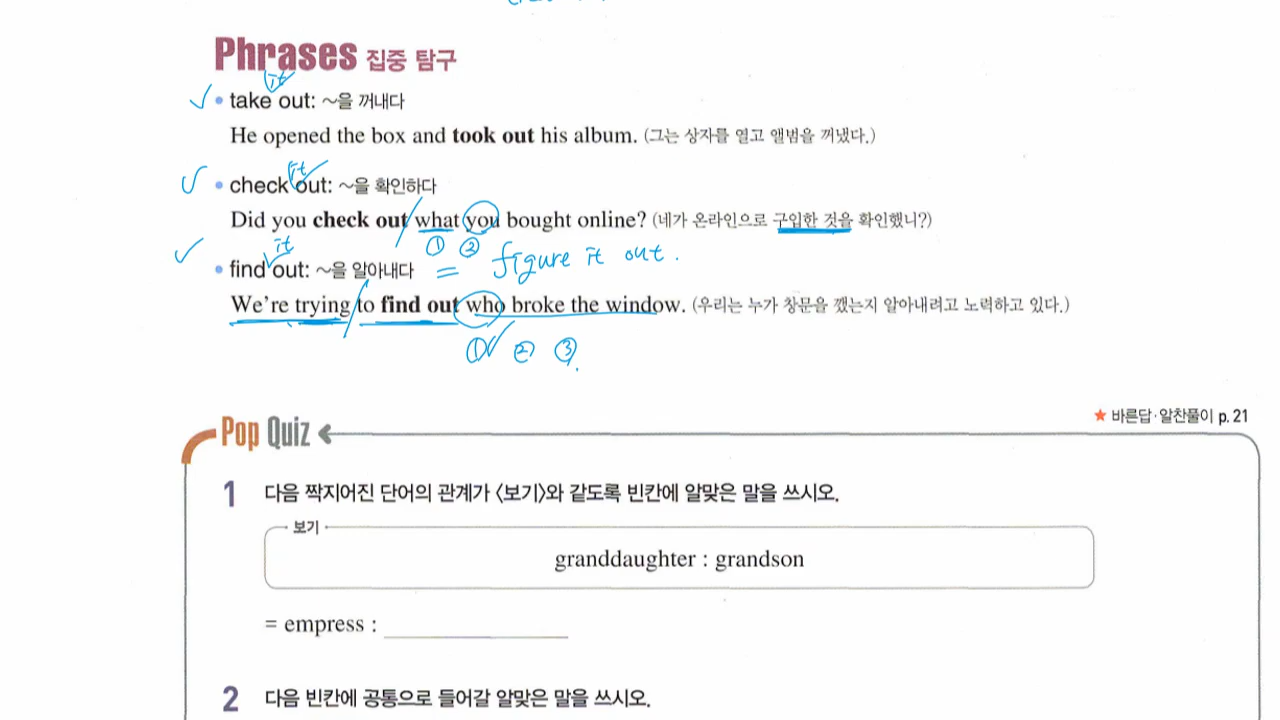 Phrases 집중 탐구
it
✓ • take out: ~을 꺼내다
He opened the box and took out his album. (그는 상자를 열고 앨범을 꺼냈다.)
it
✓ • check out: ~을 확인하다
Did you check out / what you bought online? (네가 온라인으로 구입한 것을 확인했니?)
① ②
it
✓ • find out: ~을 알아내다 = figure it out.
We're trying / to find out who broke the window. (우리는 누가 창문을 깼는지 알아내려고 노력하고 있다.)
① ② ③
★ 바른답·알찬풀이 p. 21
Pop Quiz
1 다음 짝지어진 단어의 관계가 〈보기〉와 같도록 빈칸에 알맞은 말을 쓰시오.
보기
granddaughter : grandson
= empress :
2 다음 빈칸에 공통으로 들어갈 알맞은 말을 쓰시오.